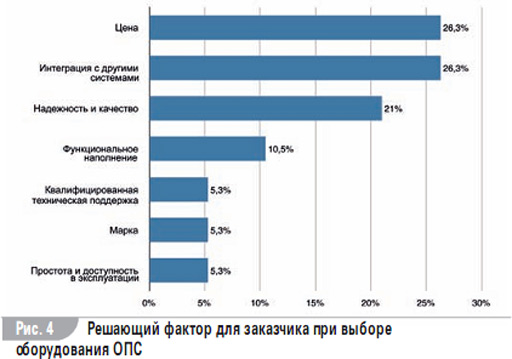 Цена
26,3%
Интеграция с другими
системами
26,3%
Надежность и качество
21%
Функциональное
наполнение
10,5%
Квалифицированная
техническая поддержка
5,3%
Марка
5,3%
Простота и доступность
в эксплуатации
5,3%
0% 5% 10% 15% 20% 25% 30%
Рис. 4 Решающий фактор для заказчика при выборе
оборудования ОПС